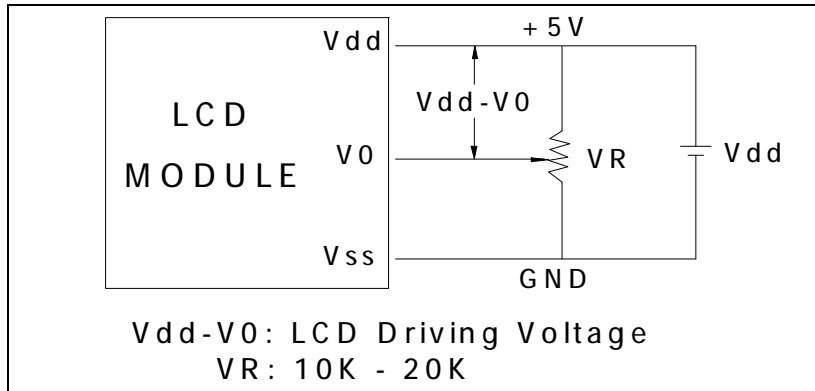 Vdd
+5V
LCD
MODULE
Vdd-V0
V0
VR
Vdd
Vss
GND
Vdd-V0: LCD Driving Voltage
VR: 10K - 20K